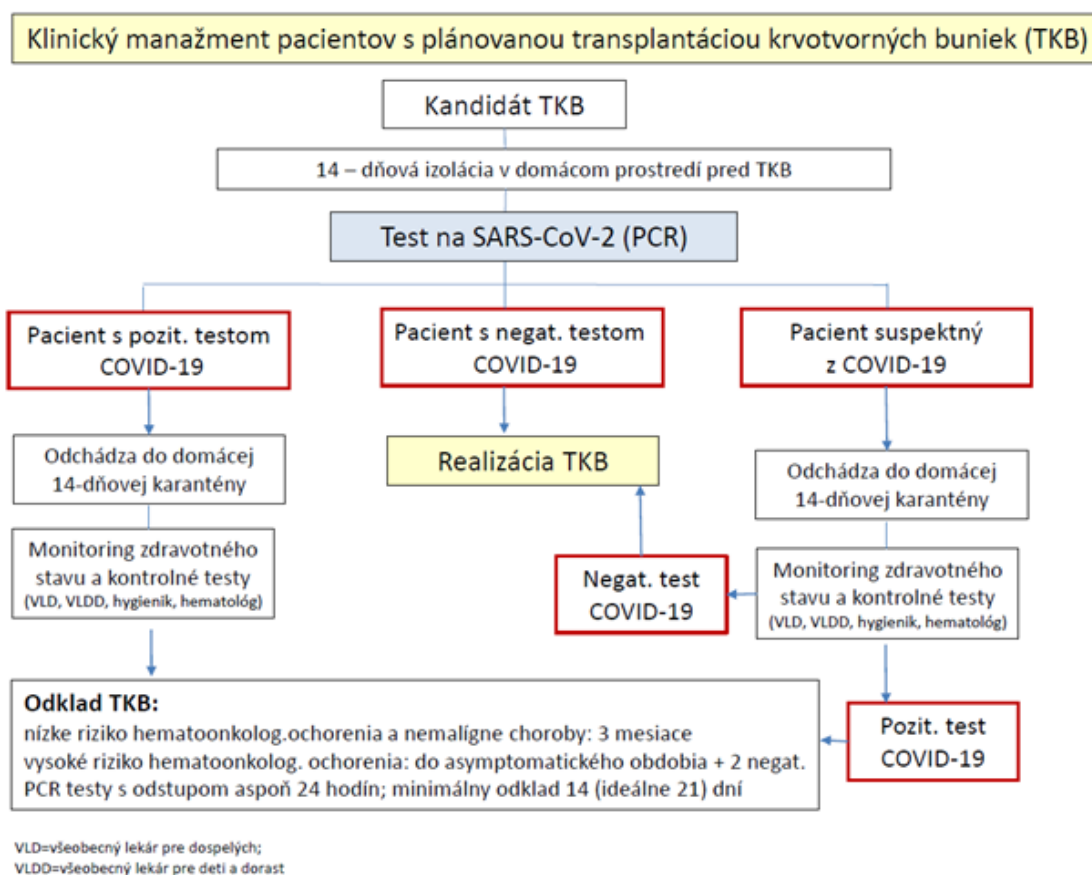 Klinický manažment pacientov s plánovanou transplantáciou krvotvorných buniek (TKB)
Kandidát TKB
14 – dňová izolácia v domácom prostredí pred TKB
Test na SARS-CoV-2 (PCR)
Pacient s pozit. testom
COVID-19
Pacient s negat. testom
COVID-19
Pacient suspektný
z COVID-19
Odchádza do domácej
14-dňovej karantény
Realizácia TKB
Odchádza do domácej
14-dňovej karantény
Monitoring zdravotného
stavu a kontrolné testy
(VLD, VLDD, hygienik, hematológ)
Negat. test
COVID-19
Monitoring zdravotného
stavu a kontrolné testy
(VLD, VLDD, hygienik, hematológ)
Odklad TKB:
nízke riziko hematoonkolog.ochorenia a nemalígne choroby: 3 mesiace
vysoké riziko hematoonkolog. ochorenia: do asymptomatického obdobia + 2 negat.
PCR testy s odstupom aspoň 24 hodín; minimálny odklad 14 (ideálne 21) dní
Pozit. test
COVID-19
VLD=všeobecný lekár pre dospelých;
VLDD=všeobecný lekár pre deti a dorast